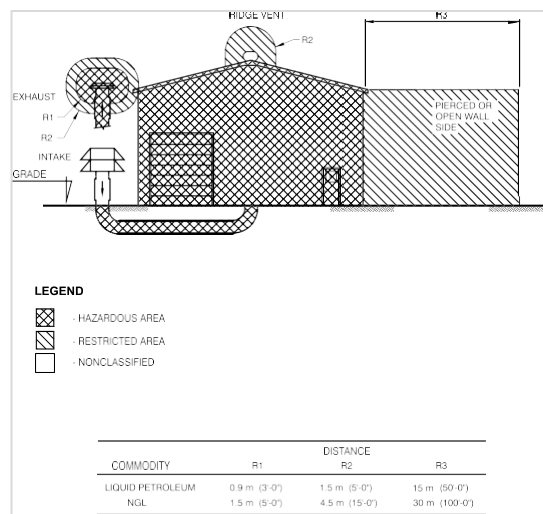 RIDGE VENT
R3
R2
EXHAUST
R1
R2
PIERCED OR
OPEN WALL
SIDE
INTAKE
GRADE
LEGEND
- HAZARDOUS AREA
- RESTRICTED AREA
- NONCLASSIFIED
DISTANCE
COMMODITY R1 R2 R3
LIQUID PETROLEUM 0.9 m (3'-0") 1.5 m (5'-0") 15 m (50'-0")
NGL 1.5 m (5'-0") 4.5 m (15'-0") 30 m (100'-0")